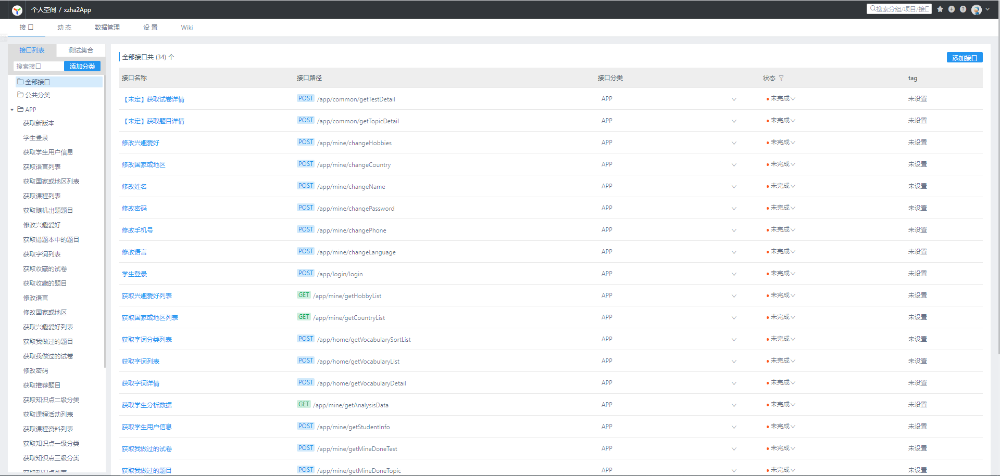 个人空间 / xzha2App
搜索分组/项目/接口
接 口 动 态 数据管理 设 置 Wiki
接口列表 测试集合
搜索接口 添加分类
全部接口
公共分类
APP
获取新版本
学生登录
获取学生用户信息
获取语言列表
获取国家或地区列表
获取课程列表
获取随机出题题目
修改兴趣爱好
获取错题本中的题目
获取字词列表
获取收藏的试卷
获取收藏的题目
修改语言
修改国家或地区
获取兴趣爱好列表
获取我做过的题目
获取我做过的试卷
修改密码
获取推荐题目
获取知识点二级分类
获取课程活动列表
获取课程资料列表
获取知识点一级分类
获取知识点三级分类
获取知识点列表
全部接口共 (34) 个
添加接口
接口名称 接口路径 接口分类 状态 tag
【未定】获取试卷详情 POST /app/common/getTestDetail APP 未完成 未设置
【未定】获取题目详情 POST /app/common/getTopicDetail APP 未完成 未设置
修改兴趣爱好 POST /app/mine/changeHobbies APP 未完成 未设置
修改国家或地区 POST /app/mine/changeCountry APP 未完成 未设置
修改姓名 POST /app/mine/changeName APP 未完成 未设置
修改密码 POST /app/mine/changePassword APP 未完成 未设置
修改手机号 POST /app/mine/changePhone APP 未完成 未设置
修改语言 POST /app/mine/changeLanguage APP 未完成 未设置
学生登录 POST /app/login/login APP 未完成 未设置
获取兴趣爱好列表 GET /app/mine/getHobbyList APP 未完成 未设置
获取国家或地区列表 GET /app/mine/getCountryList APP 未完成 未设置
获取字词分类列表 POST /app/home/getVocabularySortList APP 未完成 未设置
获取字词列表 POST /app/home/getVocabularyList APP 未完成 未设置
获取字词详情 POST /app/home/getVocabularyDetail APP 未完成 未设置
获取学生分析数据 GET /app/mine/getAnalysisData APP 未完成 未设置
获取学生用户信息 POST /app/mine/getStudentInfo APP 未完成 未设置
获取我做过的试卷 POST /app/mine/getMineDoneTest APP 未完成 未设置
获取我做过的题目 POST /app/mine/getMineDoneTopic APP 未完成 未设置